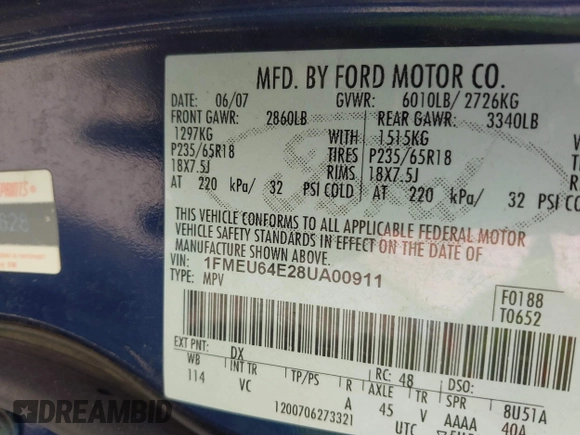 MFD. BY FORD MOTOR CO.
DATE: 06/07 GVWR: 6010LB/ 2726KG
FRONT GAWR: 2860LB REAR GAWR: 3340LB
1297KG WITH 1515KG
P235/65R18 TIRES P235/65R18
18X7.5J RIMS 18X7.5J
AT 220 kPa/ 32 PSI COLD AT 220 kPa/ 32 PSI COLD
THIS VEHICLE CONFORMS TO ALL APPLICABLE FEDERAL MOTOR
VEHICLE SAFETY STANDARDS IN EFFECT ON THE DATE OF
MANUFACTURE SHOWN ABOVE.
VIN: 1FMEU64E28UA00911
TYPE: MPV
F0188
T0652
EXT PNT: DX RC: 48 DSO:
WB INT TR TP/PS R AXLE TR SPR 8U51A
114 VC A 45 V AAAA 40A
1200706273321 UTC
Ford
DREAMBID